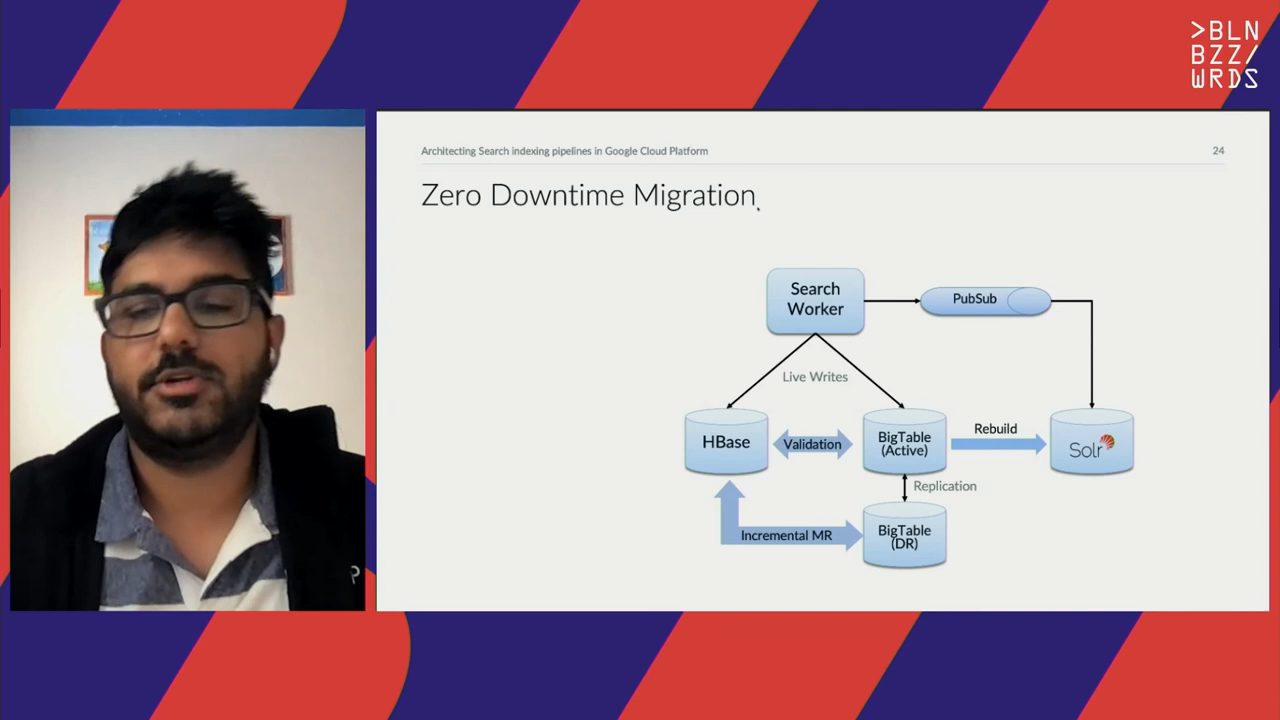 >BLN
BZZ/
WRDS
Architecting Search indexing pipelines in Google Cloud Platform
24
Zero Downtime Migration
Search
Worker
PubSub
Live Writes
HBase
Validation
BigTable
(Active)
Rebuild
Solr
Replication
Incremental MR
BigTable
(DR)